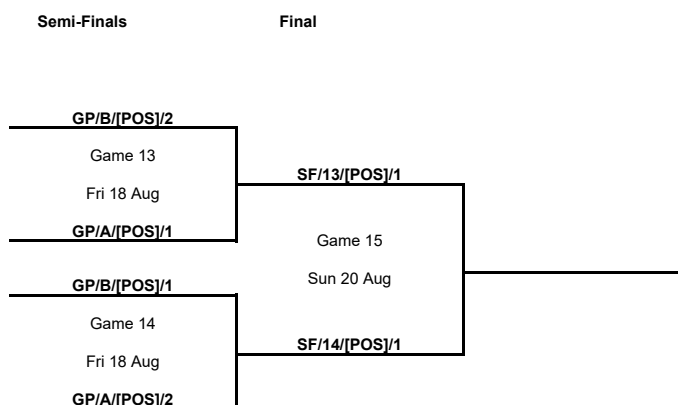 Semi-Finals
Final
GP/B/[POS]/2
Game 13
Fri 18 Aug
GP/A/[POS]/1
SF/13/[POS]/1
Game 15
Sun 20 Aug
SF/14/[POS]/1
GP/B/[POS]/1
Game 14
Fri 18 Aug
GP/A/[POS]/2